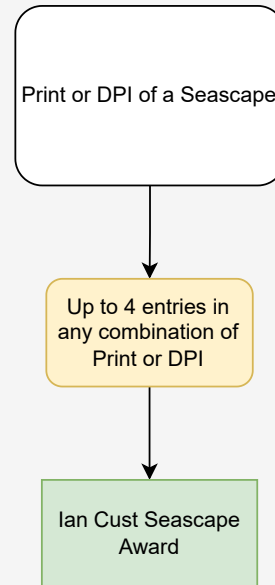 Print or DPI of a Seascape
Up to 4 entries in
any combination of
Print or DPI
Ian Cust Seascape
Award